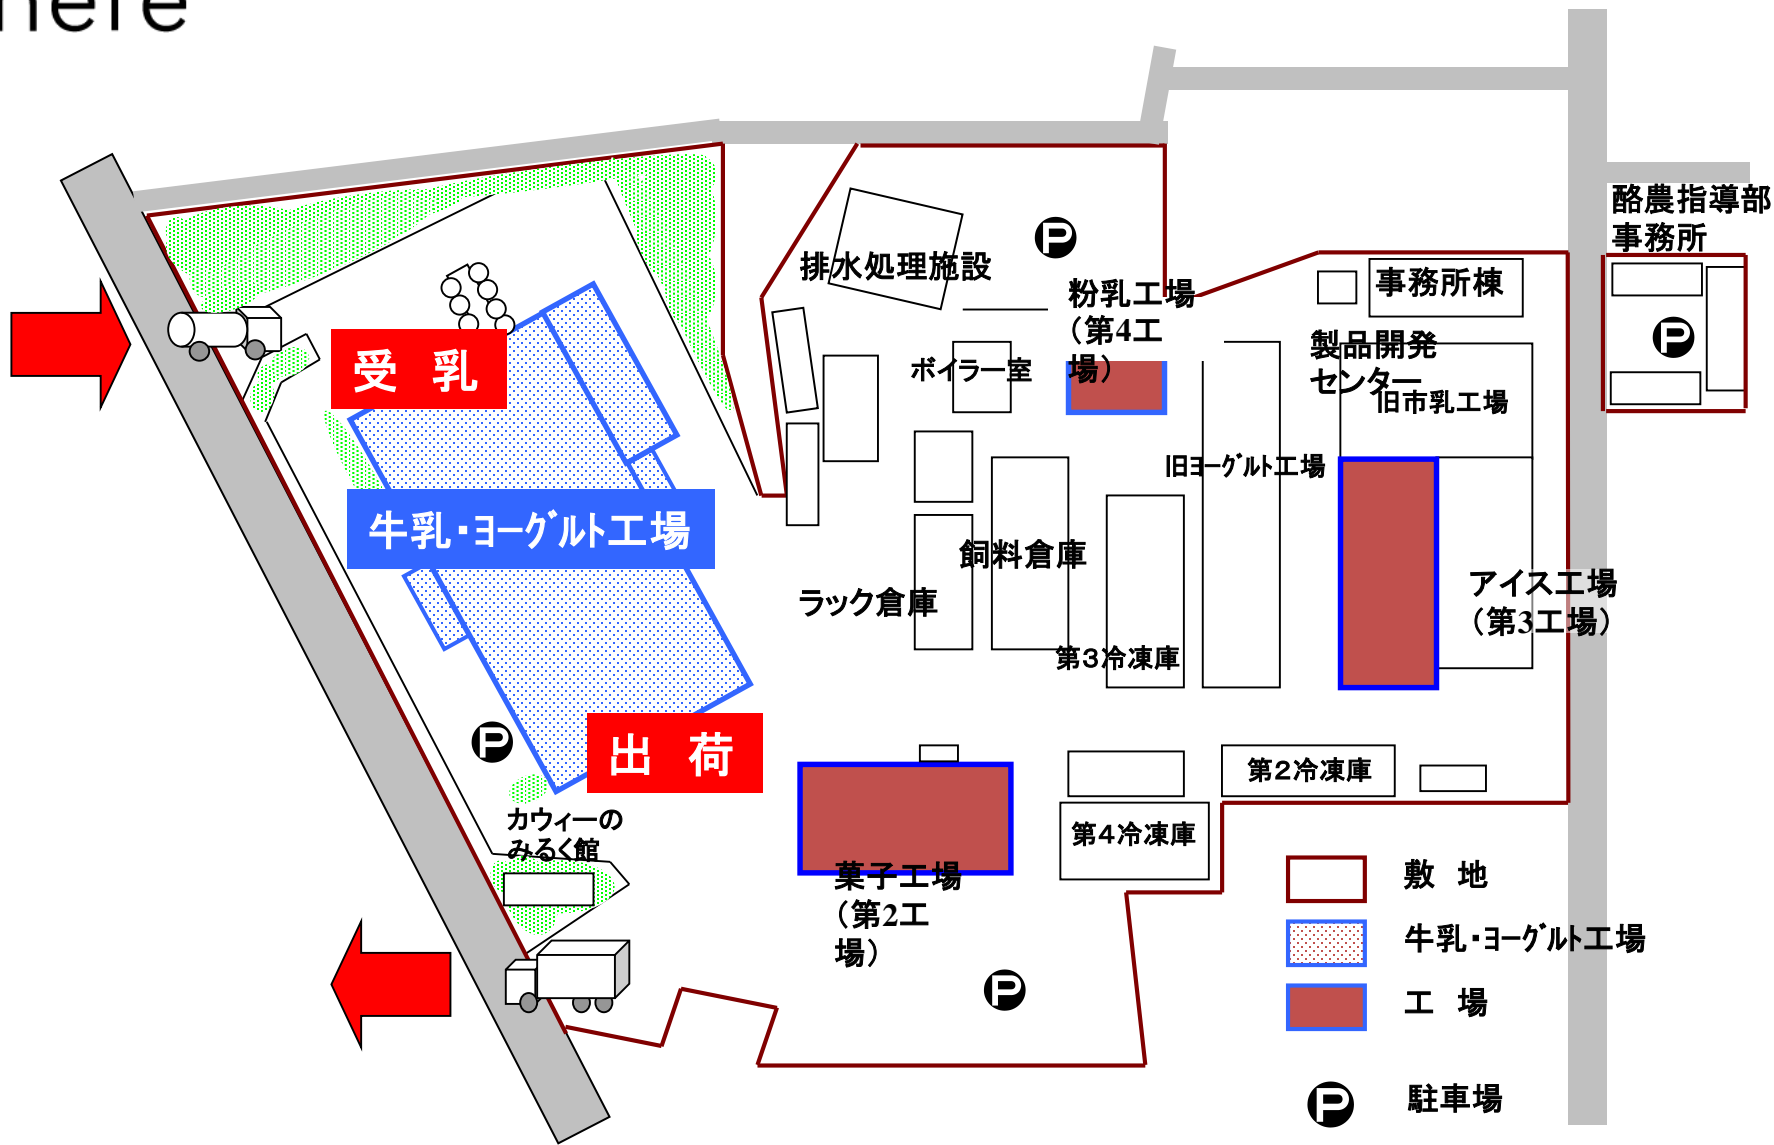 here
酪農指導部
事務所
排水処理施設
粉乳工場
（第4工
場）
事務所棟
製品開発
センター
旧市乳工場
ボイラー室
受 乳
旧ﾖｰｸﾞﾙﾄ工場
牛乳・ﾖｰｸﾞﾙﾄ工場
飼料倉庫
ラック倉庫
アイス工場
（第3工場）
第３冷凍庫
出 荷
第２冷凍庫
カウィーの
みるく館
第４冷凍庫
菓子工場
（第2工
場）
敷 地
牛乳・ﾖｰｸﾞﾙﾄ工場
工 場
駐車場
P
P
P
P
P